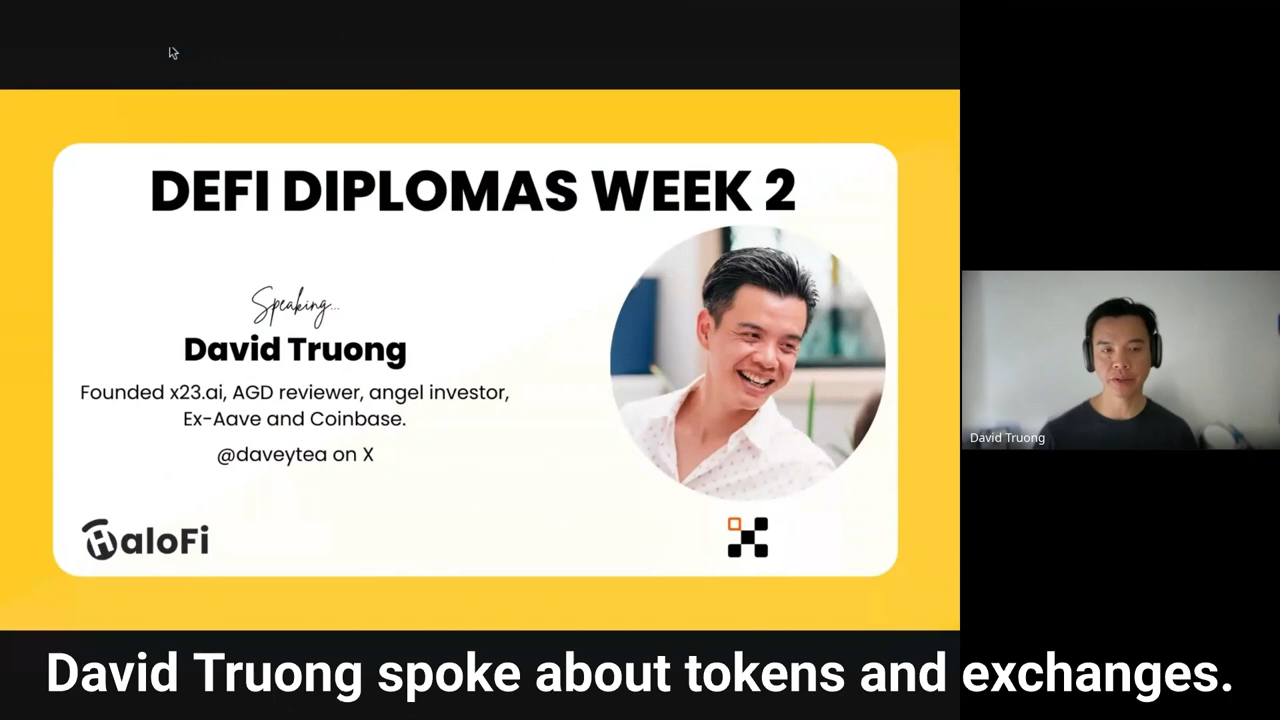 DEFI DIPLOMAS WEEK 2
Speaking...
David Truong
Founded x23.ai, AGD reviewer, angel investor,
Ex-Aave and Coinbase.
@daveytea on X
HaloFi
David Truong
David Truong spoke about tokens and exchanges.